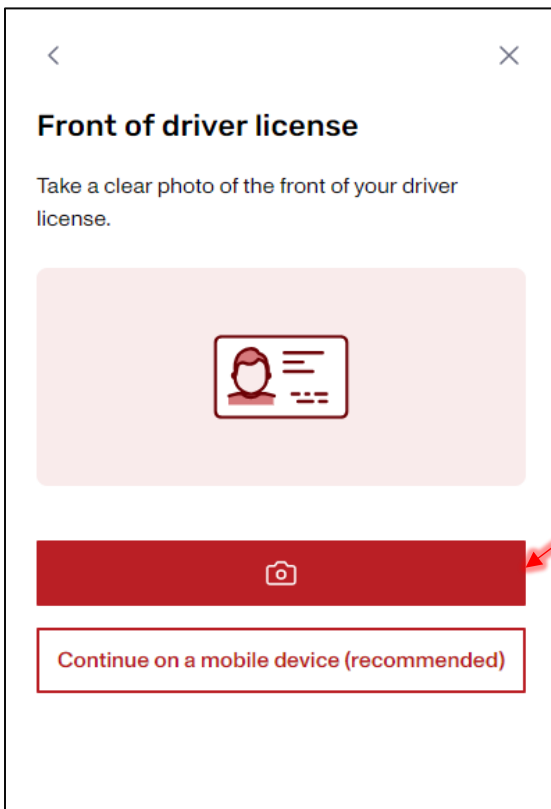 Front of driver license
Take a clear photo of the front of your driver
license.
Continue on a mobile device (recommended)